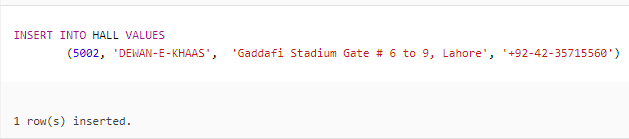 INSERT INTO HALL VALUES
(5002, 'DEWAN-E-KHAAS', 'Gaddafi Stadium Gate # 6 to 9, Lahore', '+92-42-35715560')
1 row(s) inserted.